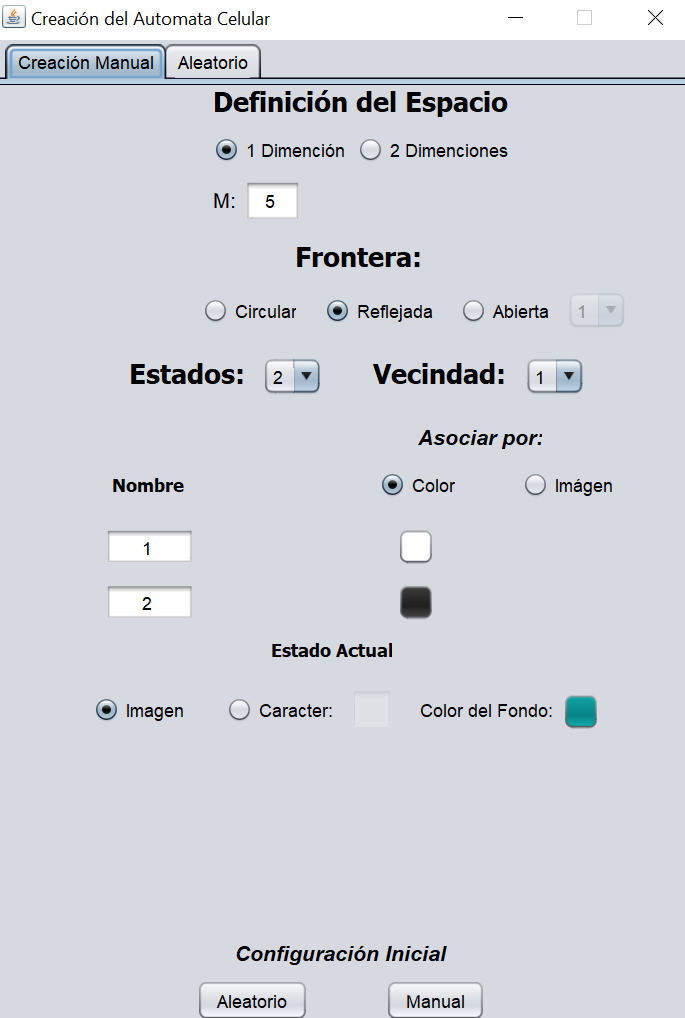 Creación del Automata Celular
Creación Manual Aleatorio
Definición del Espacio
1 Dimención 2 Dimenciones
M: 5
Frontera:
Circular Reflejada Abierta 1
Estados: 2 Vecindad: 1
Asociar por:
Nombre Color Imágen
1
2
Estado Actual
Imagen Caracter: Color del Fondo:
Configuración Inicial
Aleatorio Manual